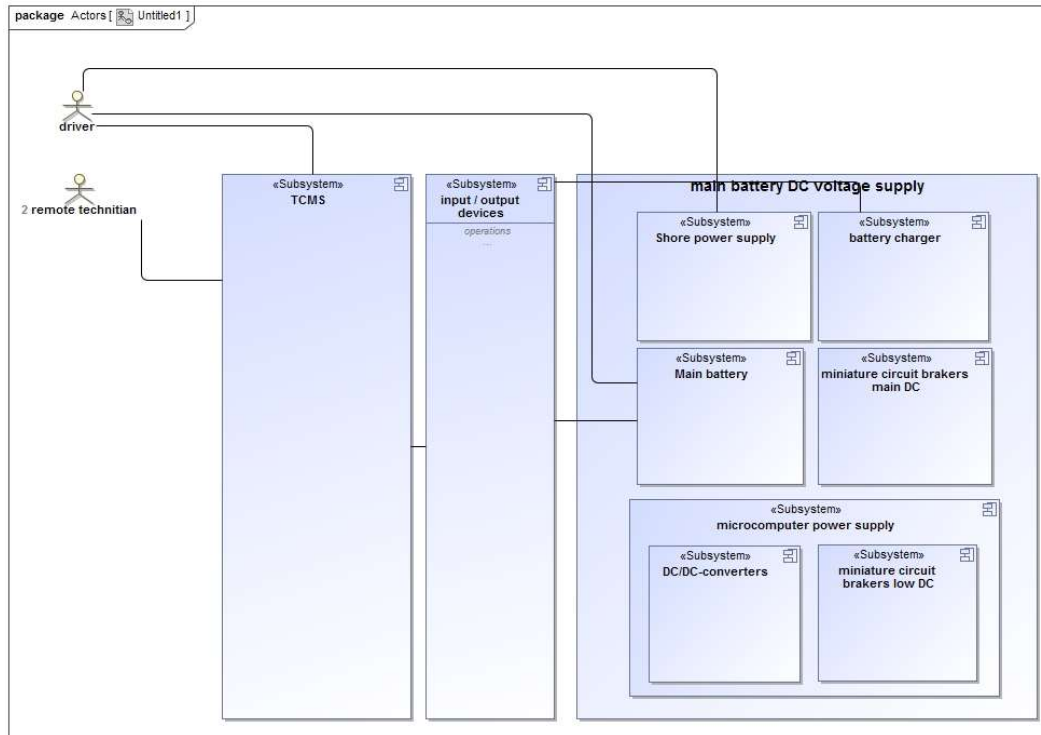 package Actors [ Untitled1 ]
driver
2 remote technitian
«Subsystem»
TCMS
«Subsystem»
input / output
devices
operations
...
main battery DC voltage supply
«Subsystem»
Shore power supply
«Subsystem»
battery charger
«Subsystem»
Main battery
«Subsystem»
miniature circuit brakers
main DC
«Subsystem»
microcomputer power supply
«Subsystem»
DC/DC-converters
«Subsystem»
miniature circuit
brakers low DC